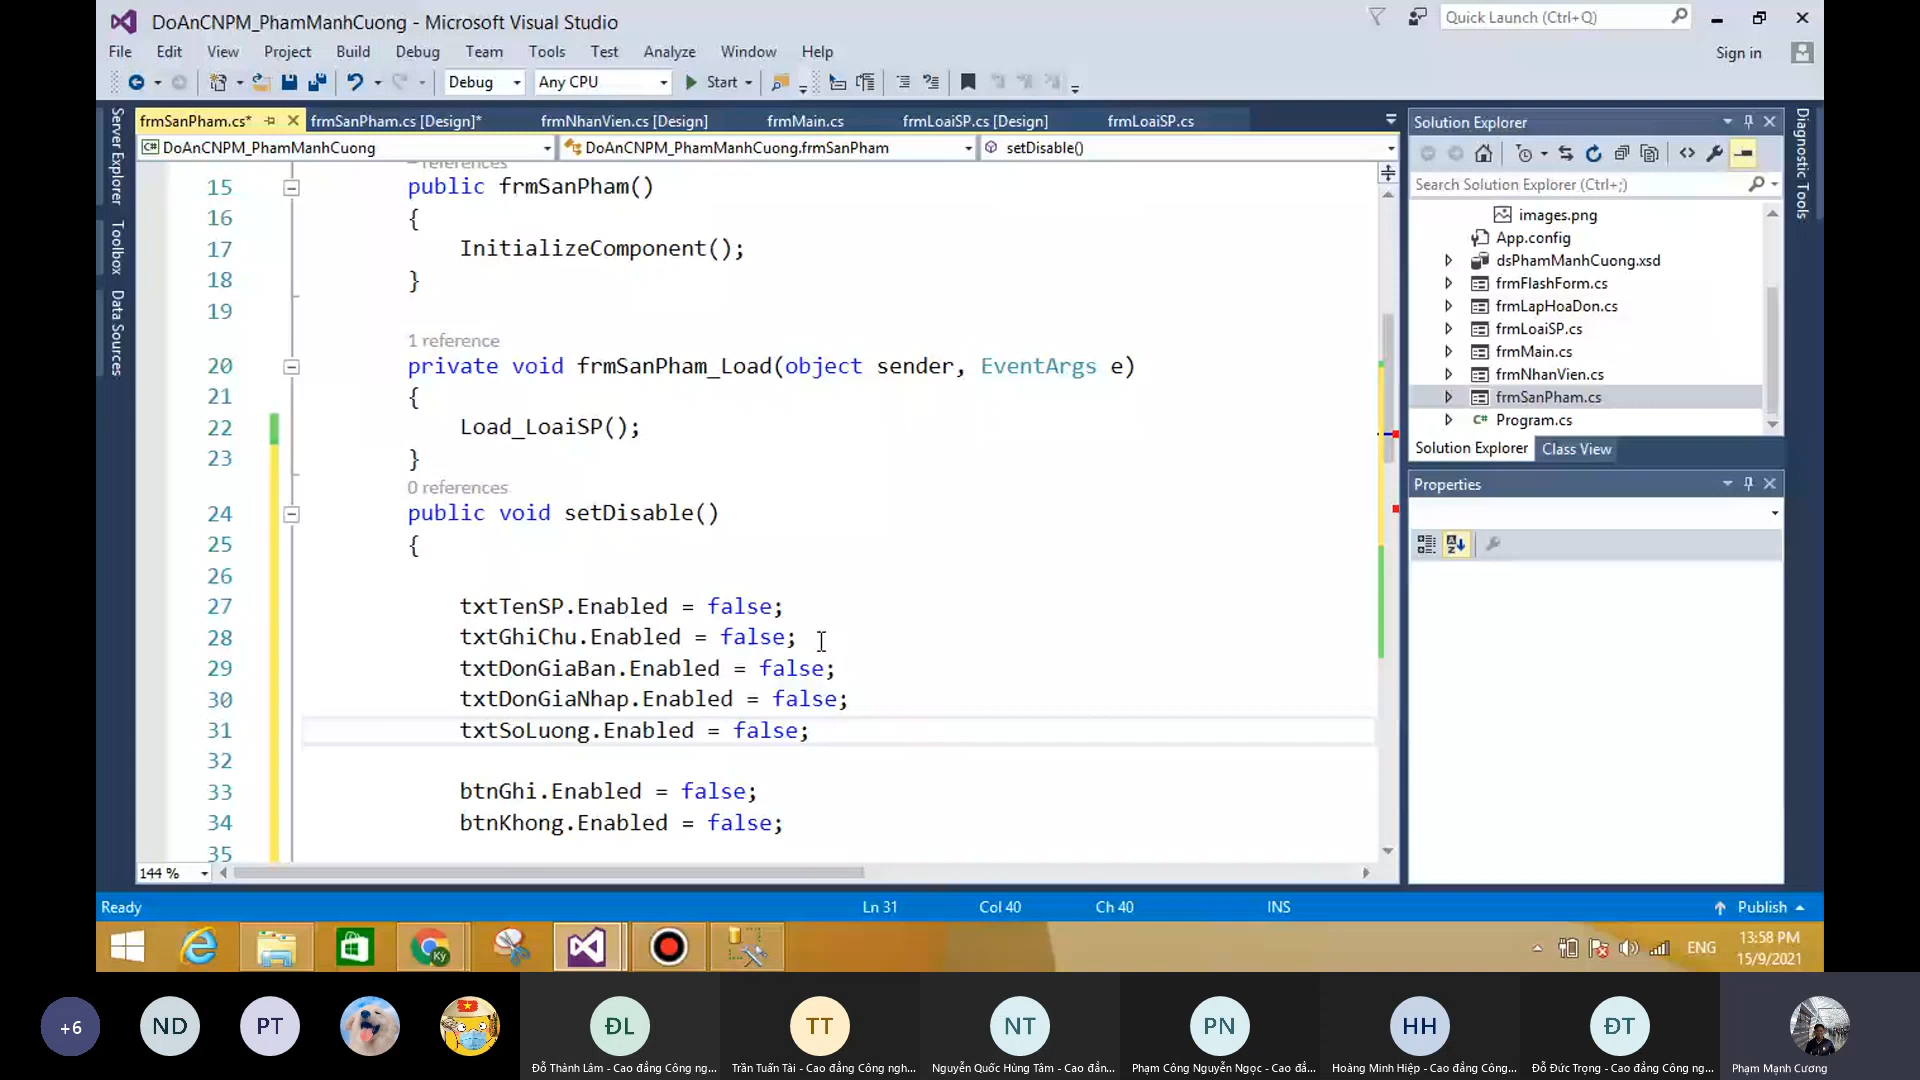 DoAnCNPM_PhamManhCuong - Microsoft Visual Studio
Quick Launch (Ctrl+Q)
File Edit View Project Build Debug Team Tools Test Analyze Window Help
Sign in
Debug Any CPU Start
frmSanPham.cs* frmSanPham.cs [Design]* frmNhanVien.cs [Design] frmMain.cs frmLoaiSP.cs [Design] frmLoaiSP.cs
DoAnCNPM_PhamManhCuong DoAnCNPM_PhamManhCuong.frmSanPham setDisable()
Server Explorer
Toolbox
Data Sources
references
15 public frmSanPham()
16 {
17 InitializeComponent();
18 }
19
1 reference
20 private void frmSanPham_Load(object sender, EventArgs e)
21 {
22 Load_LoaiSP();
23 }
0 references
24 public void setDisable()
25 {
26
27 txtTenSP.Enabled = false;
28 txtGhiChu.Enabled = false;
29 txtDonGiaBan.Enabled = false;
30 txtDonGiaNhap.Enabled = false;
31 txtSoLuong.Enabled = false;
32
33 btnGhi.Enabled = false;
34 btnKhong.Enabled = false;
35
144 %
Solution Explorer
Search Solution Explorer (Ctrl+;)
images.png
App.config
dsPhamManhCuong.xsd
frmFlashForm.cs
frmLapHoaDon.cs
frmLoaiSP.cs
frmMain.cs
frmNhanVien.cs
frmSanPham.cs
C# Program.cs
Solution Explorer Class View
Properties
Diagnostic Tools
Ready Ln 31 Col 40 Ch 40 INS Publish
Ký
ENG
13:58 PM
15/9/2021
+6 ND PT ĐL TT NT PN HH ĐT
Đỗ Thành Lâm - Cao đẳng Công ng...
Trần Tuấn Tài - Cao đẳng Công ngh...
Nguyễn Quốc Hùng Tâm - Cao đẳn...
Phạm Công Nguyễn Ngọc - Cao đẳ...
Hoàng Minh Hiệp - Cao đẳng Công...
Đỗ Đức Trọng - Cao đẳng Công ng...
Phạm Mạnh Cương